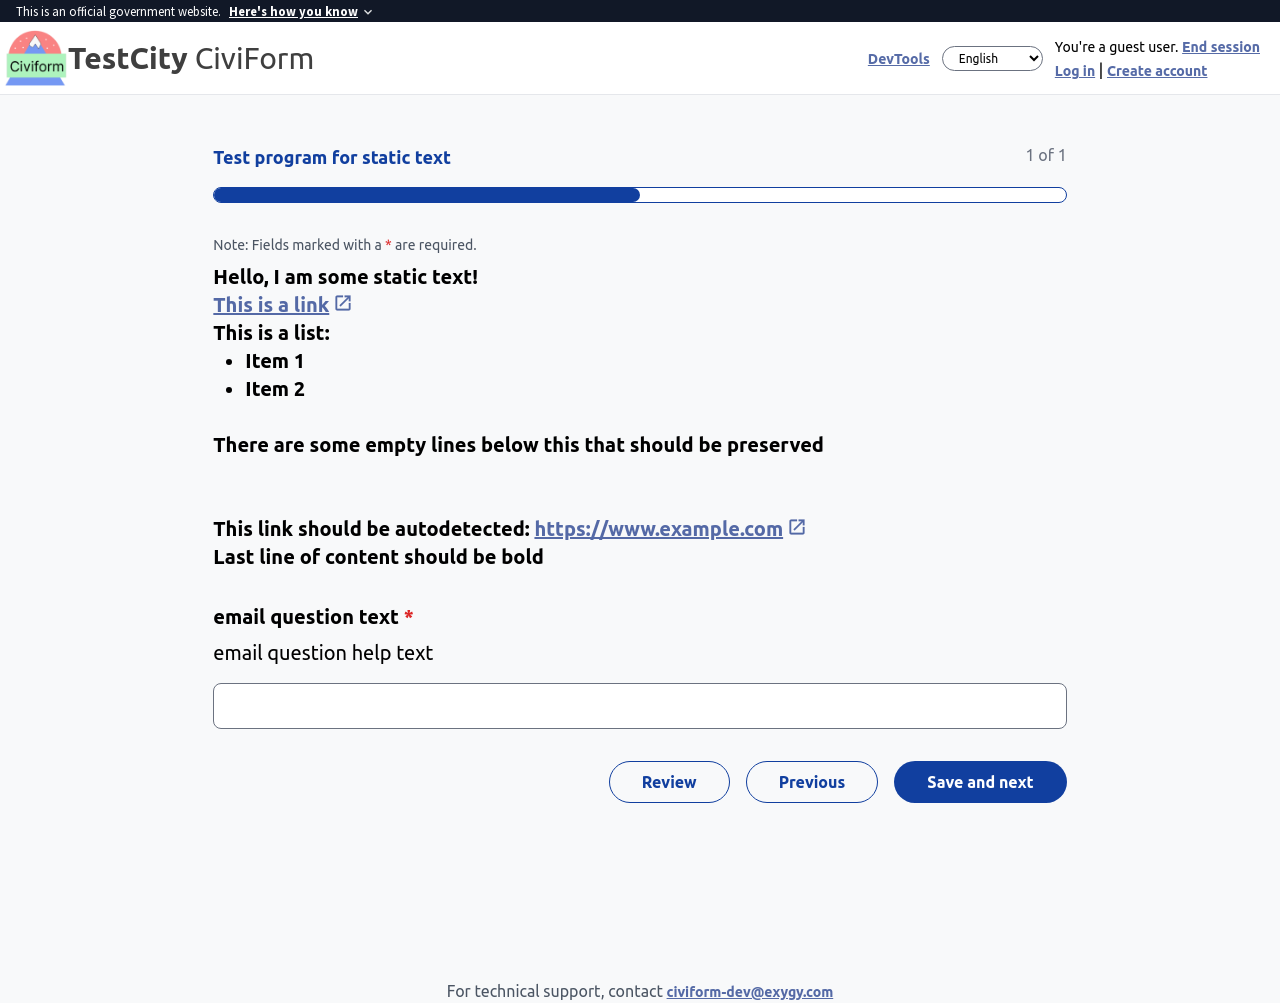 This is an official government website. Here's how you know
Civiform
TestCity CiviForm
DevTools
English
You're a guest user. End session
Log in | Create account
Test program for static text
1 of 1
Note: Fields marked with a * are required.
Hello, I am some static text!
This is a link
This is a list:
• Item 1
• Item 2
There are some empty lines below this that should be preserved
This link should be autodetected: https://www.example.com
Last line of content should be bold
email question text *
email question help text
Review
Previous
Save and next
For technical support, contact civiform-dev@exygy.com